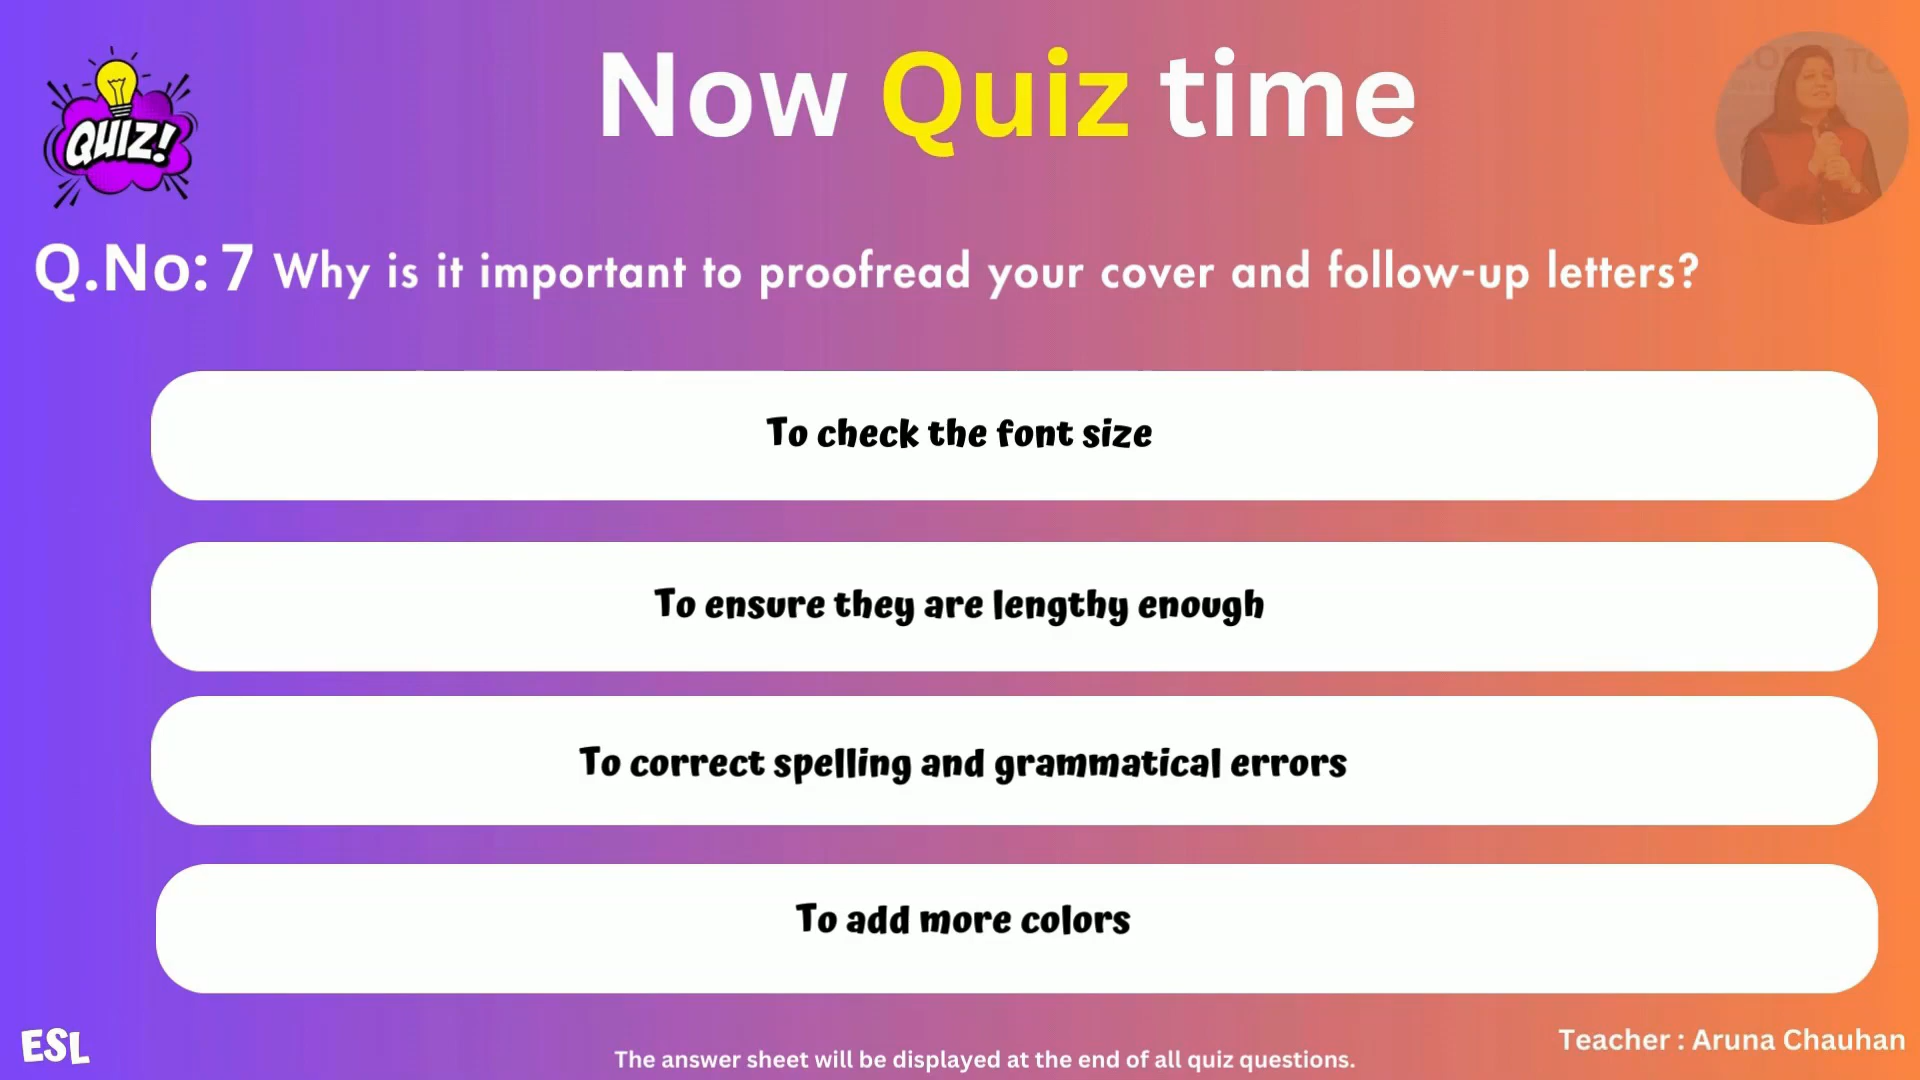 QUIZ!
Now Quiz time
Q.No: 7 Why is it important to proofread your cover and follow-up letters?
To check the font size
To ensure they are lengthy enough
To correct spelling and grammatical errors
To add more colors
ESL
The answer sheet will be displayed at the end of all quiz questions.
Teacher : Aruna Chauhan